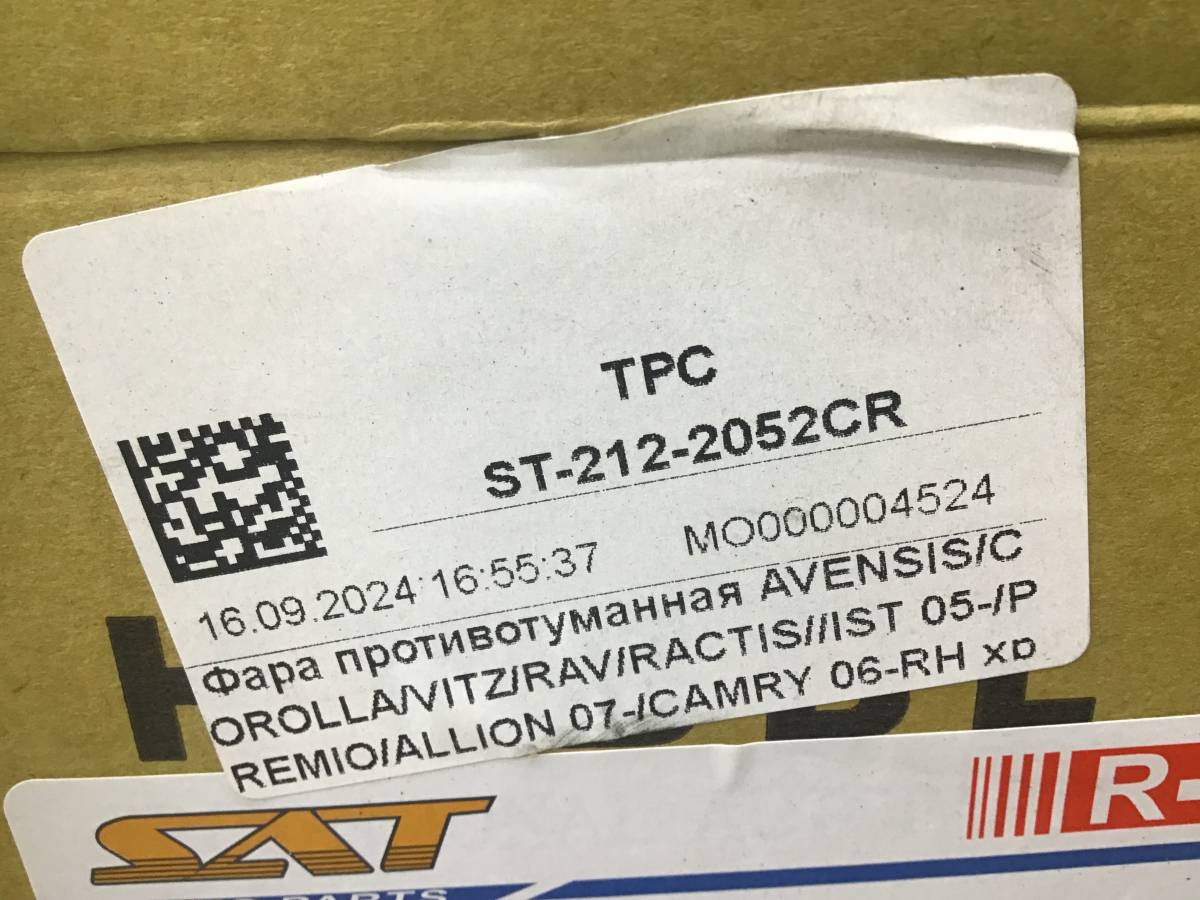 TPC
ST-212-2052CR
16.09.2024 16:55:37 MO000004524
Фара противотуманная AVENSIS/C
OROLLA/VITZ/RAV/RACTIS//IST 05-/P
REMIO/ALLION 07-/CAMRY 06-RH хр
SAT
R-
PARTS